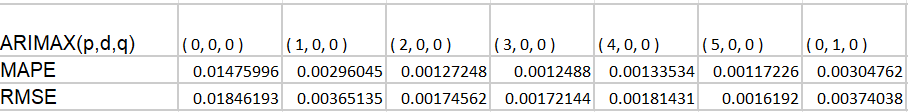 ARIMAX(p,d,q) ( 0, 0, 0 ) ( 1, 0, 0 ) ( 2, 0, 0 ) ( 3, 0, 0 ) ( 4, 0, 0 ) ( 5, 0, 0 ) ( 0, 1, 0 )
MAPE 0.01475996 0.00296045 0.00127248 0.0012488 0.00133534 0.00117226 0.00304762
RMSE 0.01846193 0.00365135 0.00174562 0.00172144 0.00181431 0.0016192 0.00374038